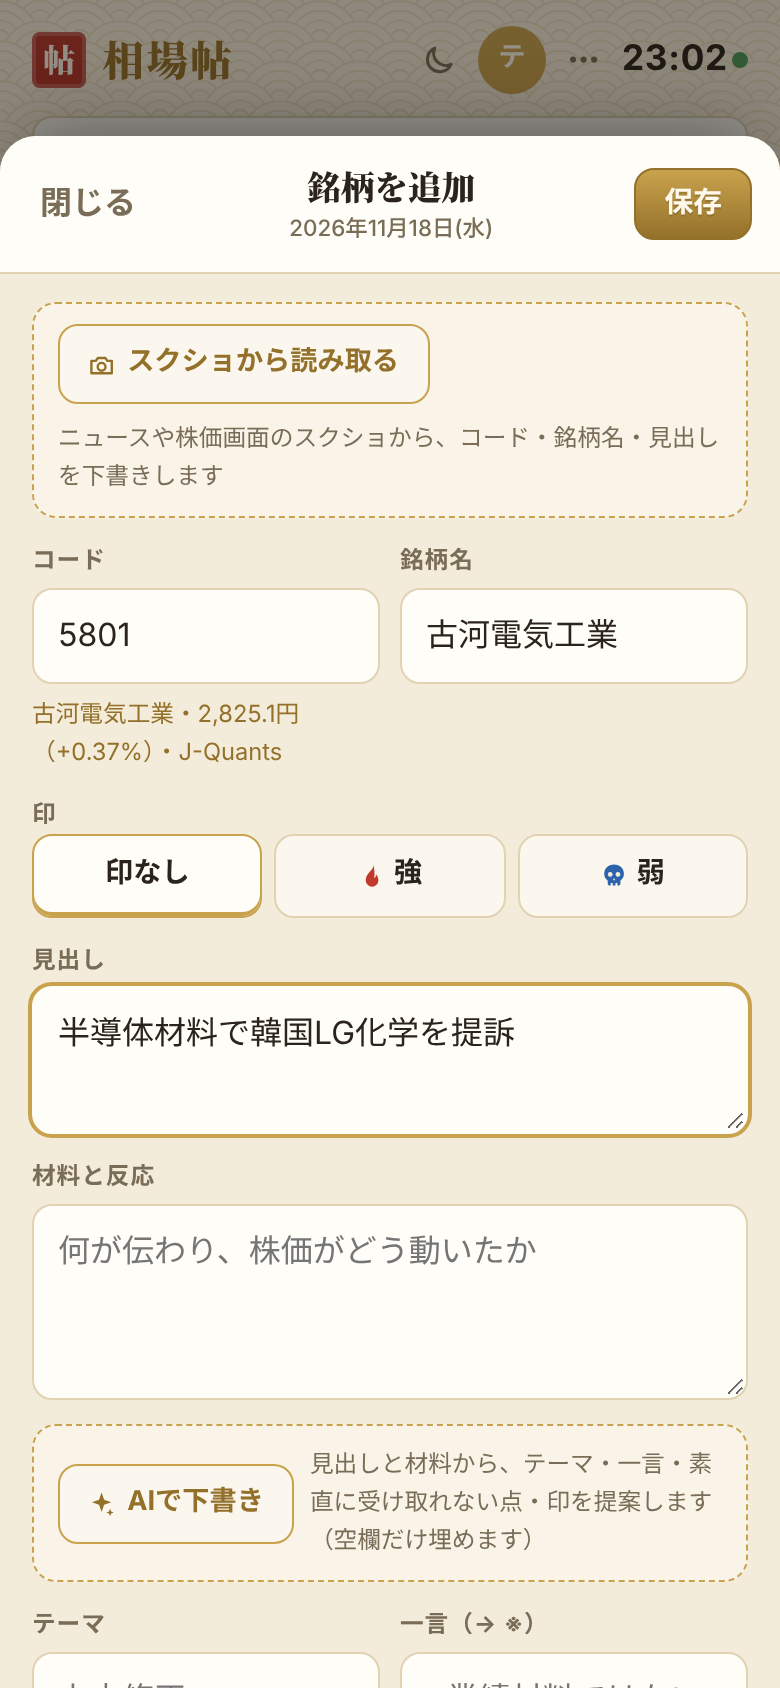 帖 相場帖 テ ••• 23:02
閉じる 銘柄を追加 保存
2026年11月18日(水)
スクショから読み取る
ニュースや株価画面のスクショから、コード・銘柄名・見出し
を下書きします
コード 銘柄名
5801 古河電気工業
古河電気工業・2,825.1円
（+0.37%）・J-Quants
印
印なし 強 弱
見出し
半導体材料で韓国LG化学を提訴
材料と反応
何が伝わり、株価がどう動いたか
AIで下書き
見出しと材料から、テーマ・一言・素
直に受け取れない点・印を提案します
（空欄だけ埋めます）
テーマ 一言（→ ※）